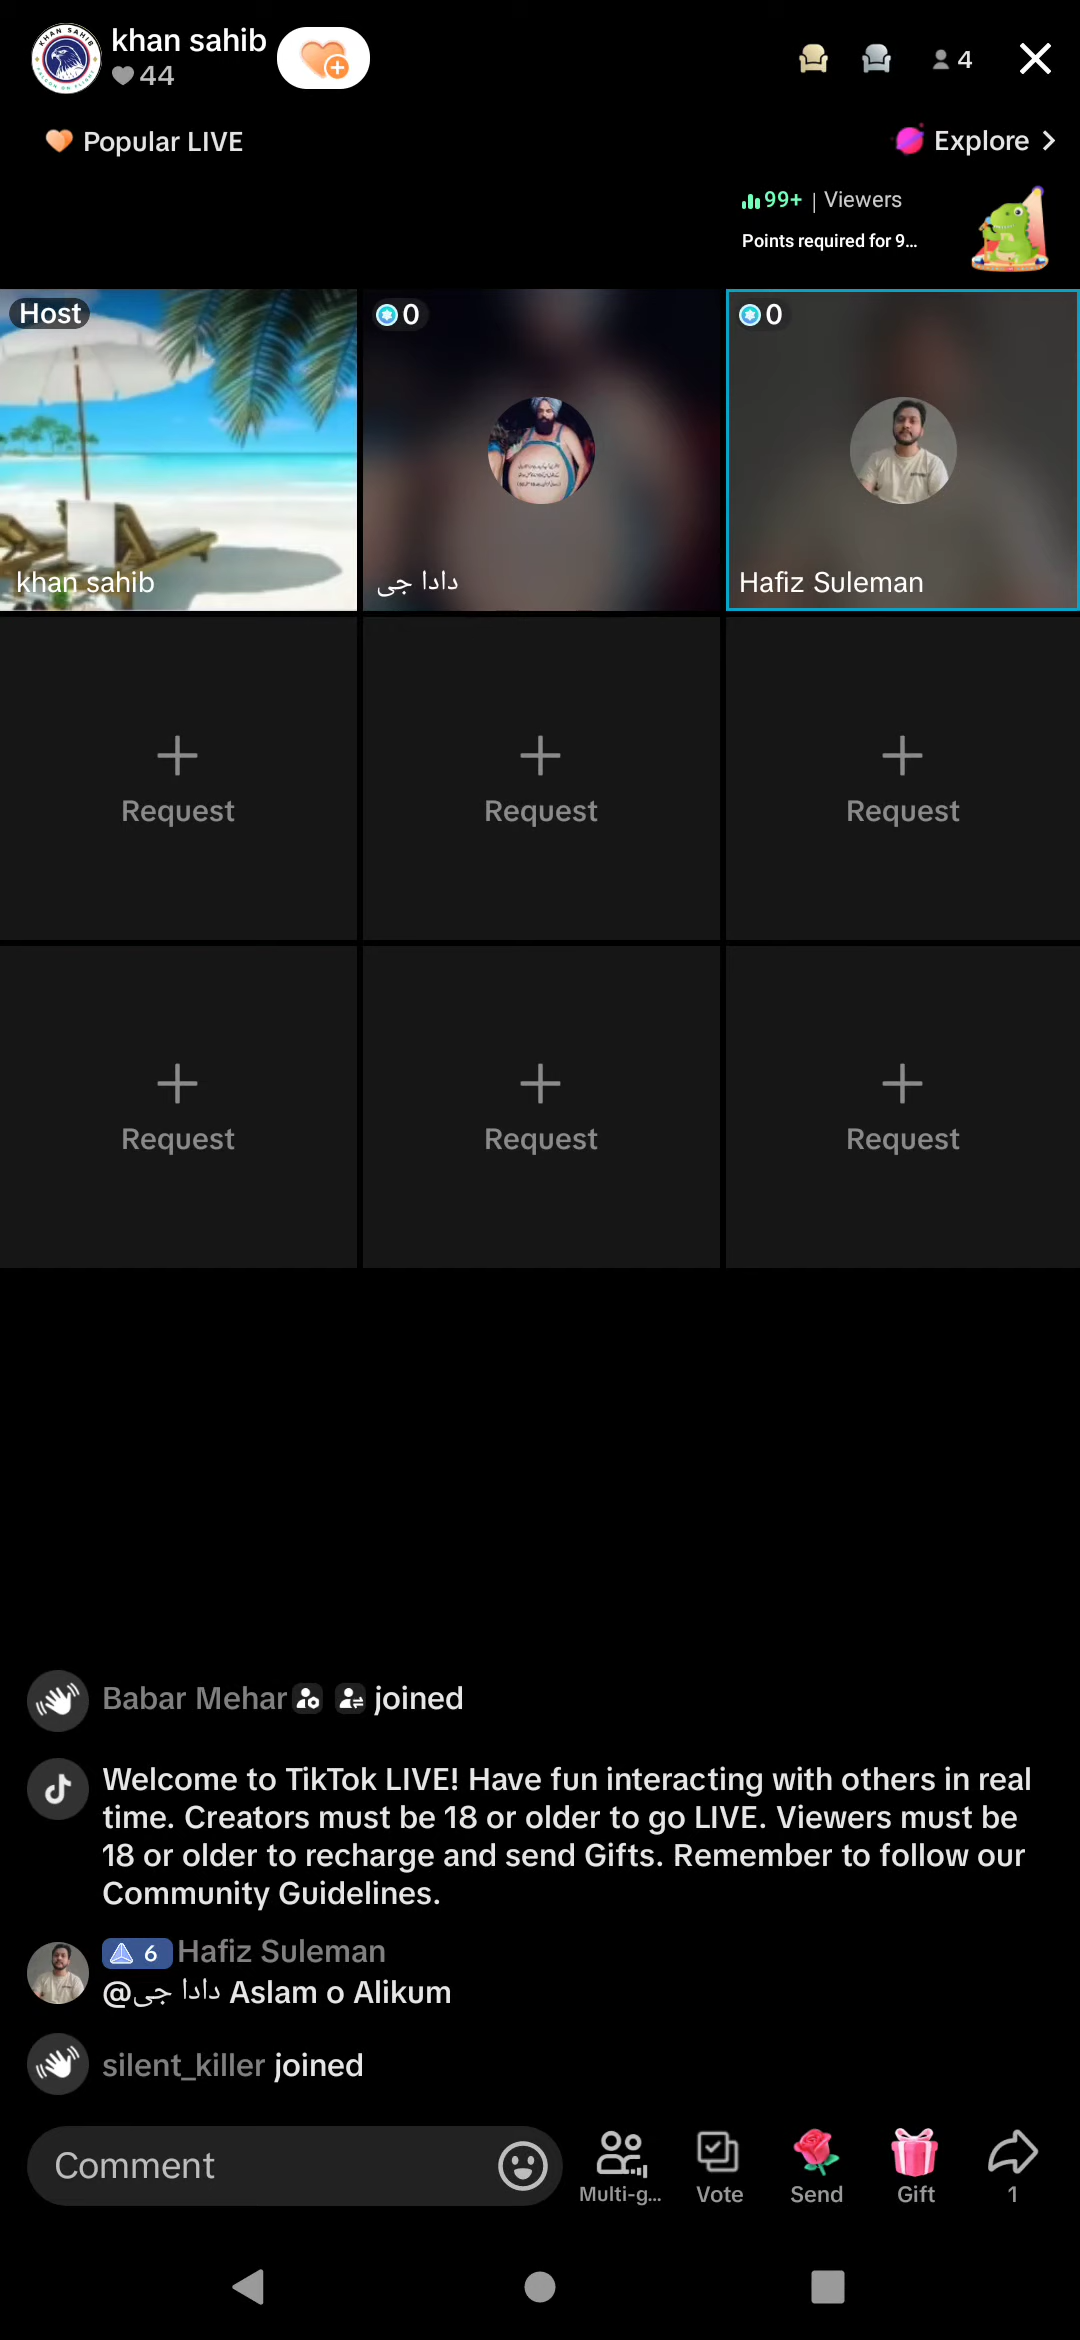 khan sahib
44
4
Popular LIVE
Explore
99+ | Viewers
Points required for 9...
Host
0
0
khan sahib
دادا جی
Hafiz Suleman
Request
Request
Request
Request
Request
Request
Babar Mehar joined
Welcome to TikTok LIVE! Have fun interacting with others in real
time. Creators must be 18 or older to go LIVE. Viewers must be
18 or older to recharge and send Gifts. Remember to follow our
Community Guidelines.
6 Hafiz Suleman
@دادا جی Aslam o Alikum
silent_killer joined
Comment
Multi-g...
Vote
Send
Gift
1